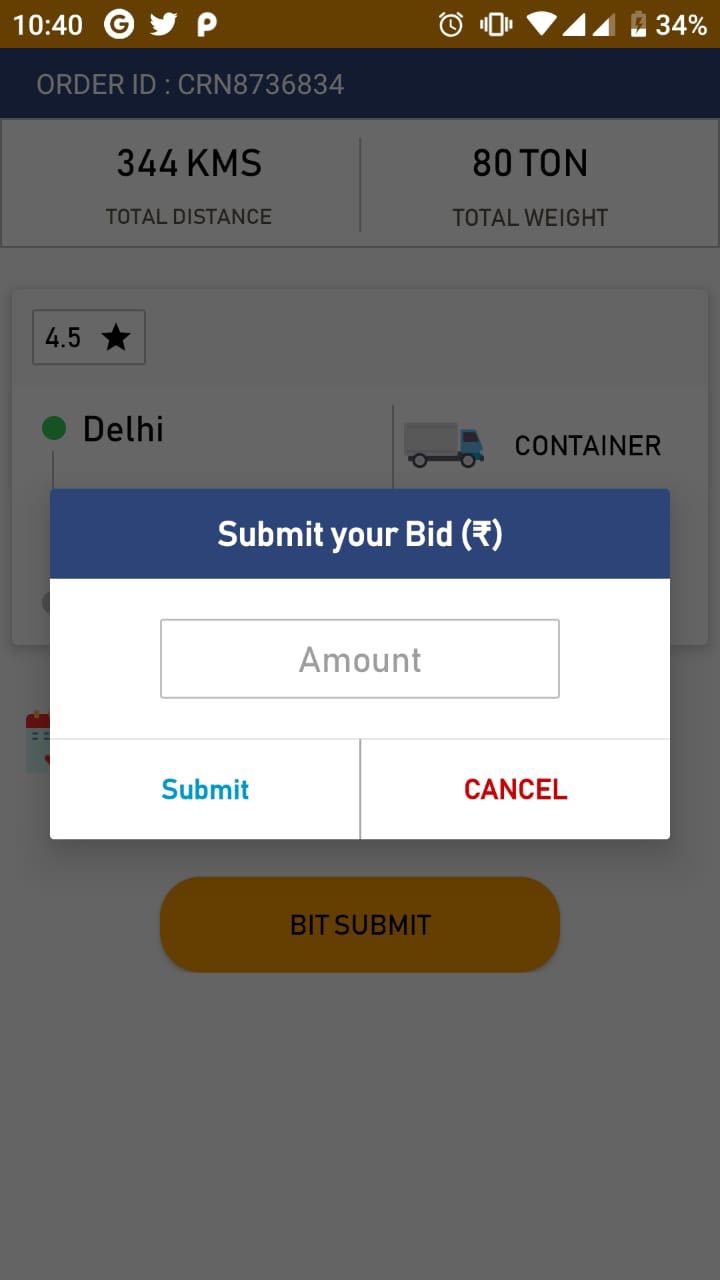 10:40 G P 34%
ORDER ID : CRN8736834
344 KMS 80 TON
TOTAL DISTANCE TOTAL WEIGHT
4.5
Delhi
CONTAINER
Submit your Bid (₹)
Amount
Submit CANCEL
BIT SUBMIT